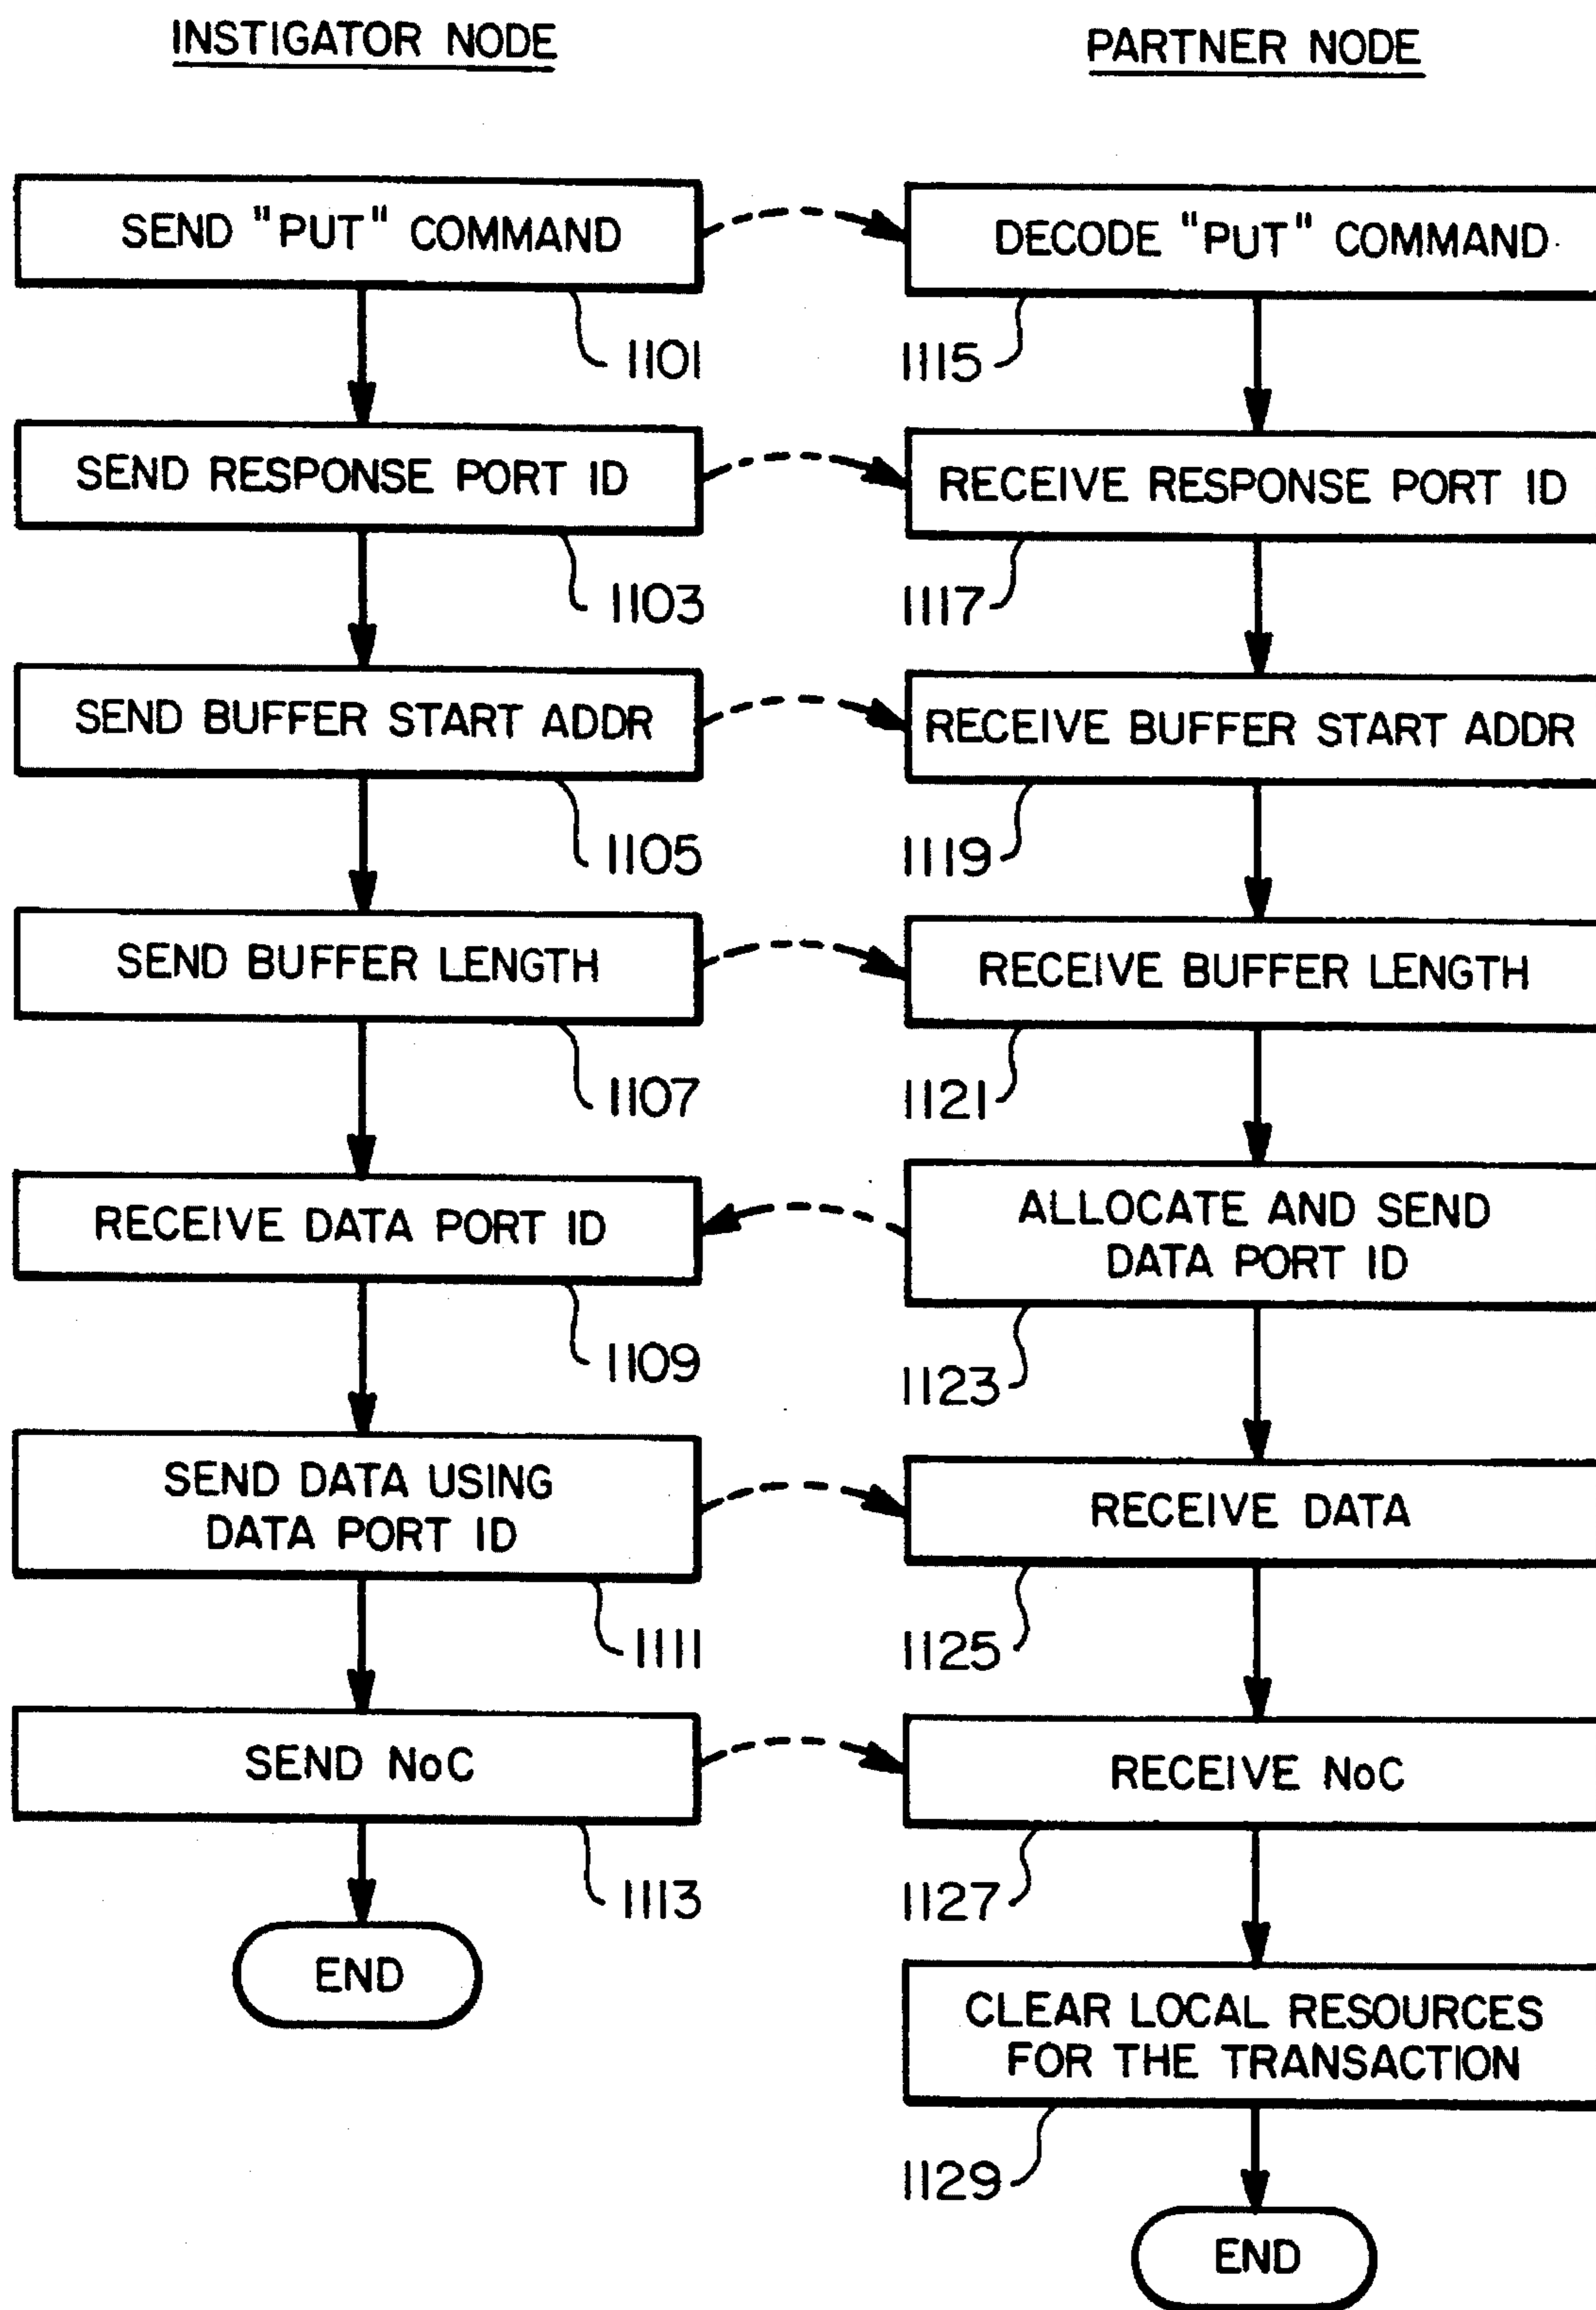 INSTIGATOR NODE
PARTNER NODE
SEND "PUT" COMMAND
DECODE "PUT" COMMAND
1101
1115
SEND RESPONSE PORT ID
RECEIVE RESPONSE PORT ID
1103
1117
SEND BUFFER START ADDR
RECEIVE BUFFER START ADDR
1105
1119
SEND BUFFER LENGTH
RECEIVE BUFFER LENGTH
1107
1121
RECEIVE DATA PORT ID
ALLOCATE AND SEND
DATA PORT ID
1109
1123
SEND DATA USING
DATA PORT ID
RECEIVE DATA
1111
1125
SEND NoC
RECEIVE NoC
1113
1127
END
CLEAR LOCAL RESOURCES
FOR THE TRANSACTION
1129
END